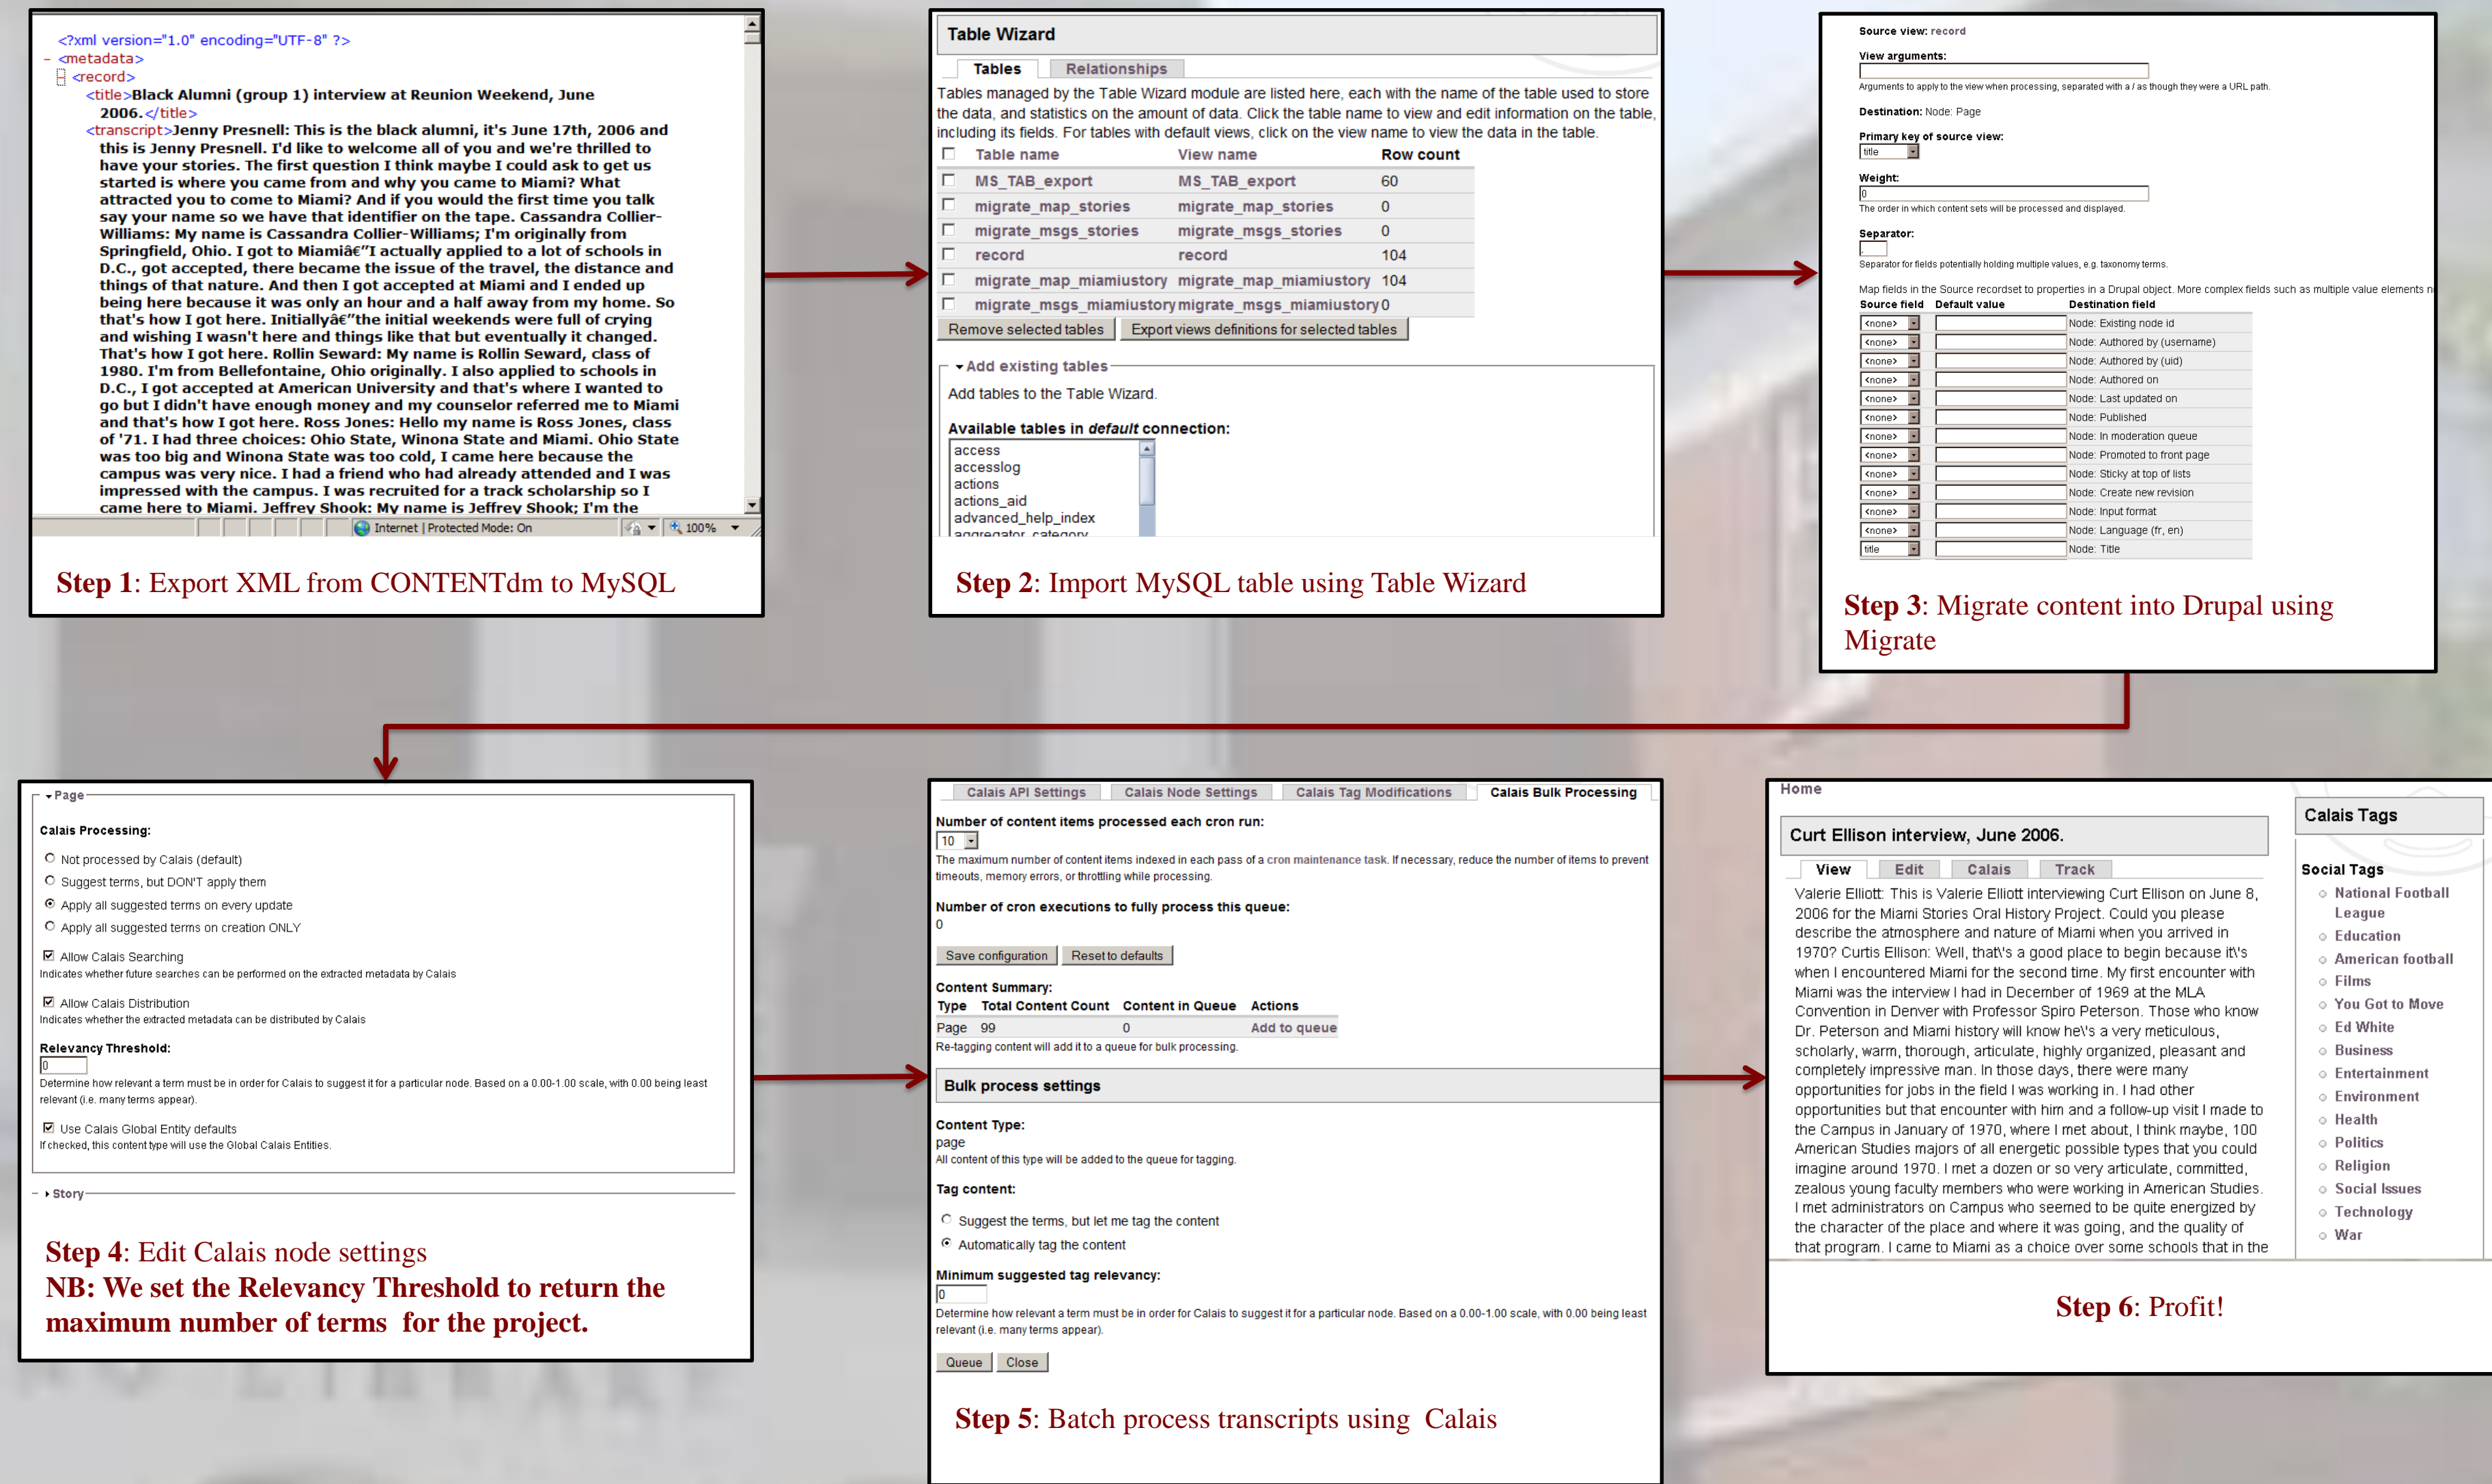 <?xml version="1.0" encoding="UTF-8" ?>
- <metadata>
- <record>
<title>Black Alumni (group 1) interview at Reunion Weekend, June
2006.</title>
<transcript>Jenny Presnell: This is the black alumni, it's June 17th, 2006 and
this is Jenny Presnell. I'd like to welcome all of you and we're thrilled to
have your stories. The first question I think maybe I could ask to get us
started is where you came from and why you came to Miami? What
attracted you to come to Miami? And if you would the first time you talk
say your name so we have that identifier on the tape. Cassandra Collier-
Williams: My name is Cassandra Collier-Williams; I'm originally from
Springfield, Ohio. I got to Miamiâ€"I actually applied to a lot of schools in
D.C., got accepted, there became the issue of the travel, the distance and
things of that nature. And then I got accepted at Miami and I ended up
being here because it was only an hour and a half away from my home. So
that's how I got here. Initiallyâ€"the initial weekends were full of crying
and wishing I wasn't here and things like that but eventually it changed.
That's how I got here. Rollin Seward: My name is Rollin Seward, class of
1980. I'm from Bellefontaine, Ohio originally. I also applied to schools in
D.C., I got accepted at American University and that's where I wanted to
go but I didn't have enough money and my counselor referred me to Miami
and that's how I got here. Ross Jones: Hello my name is Ross Jones, class
of '71. I had three choices: Ohio State, Winona State and Miami. Ohio State
was too big and Winona State was too cold, I came here because the
campus was very nice. I had a friend who had already attended and I was
impressed with the campus. I was recruited for a track scholarship so I
came here to Miami. Jeffrey Shook: My name is Jeffrey Shook; I'm the
Internet | Protected Mode: On
100%
Step 1: Export XML from CONTENTdm to MySQL
Table Wizard
Tables Relationships
Tables managed by the Table Wizard module are listed here, each with the name of the table used to store
the data, and statistics on the amount of data. Click the table name to view and edit information on the table,
including its fields. For tables with default views, click on the view name to view the data in the table.
Table name View name Row count
MS_TAB_export MS_TAB_export 60
migrate_map_stories migrate_map_stories 0
migrate_msgs_stories migrate_msgs_stories 0
record record 104
migrate_map_miamiustory migrate_map_miamiustory 104
migrate_msgs_miamiustory migrate_msgs_miamiustory 0
Remove selected tables Export views definitions for selected tables
Add existing tables
Add tables to the Table Wizard.
Available tables in default connection:
access
accesslog
actions
actions_aid
advanced_help_index
aggregator_category
Step 2: Import MySQL table using Table Wizard
Source view: record
View arguments:
Arguments to apply to the view when processing, separated with a / as though they were a URL path.
Destination: Node: Page
Primary key of source view:
title
Weight:
0
The order in which content sets will be processed and displayed.
Separator:
,
Separator for fields potentially holding multiple values, e.g. taxonomy terms.
Map fields in the Source recordset to properties in a Drupal object. More complex fields such as multiple value elements n
Source field Default value Destination field
<none> Node: Existing node id
<none> Node: Authored by (username)
<none> Node: Authored by (uid)
<none> Node: Authored on
<none> Node: Last updated on
<none> Node: Published
<none> Node: In moderation queue
<none> Node: Promoted to front page
<none> Node: Sticky at top of lists
<none> Node: Create new revision
<none> Node: Input format
<none> Node: Language (fr, en)
title Node: Title
Step 3: Migrate content into Drupal using
Migrate
Page
Calais Processing:
Not processed by Calais (default)
Suggest terms, but DON'T apply them
Apply all suggested terms on every update
Apply all suggested terms on creation ONLY
Allow Calais Searching
Indicates whether future searches can be performed on the extracted metadata by Calais
Allow Calais Distribution
Indicates whether the extracted metadata can be distributed by Calais
Relevancy Threshold:
0
Determine how relevant a term must be in order for Calais to suggest it for a particular node. Based on a 0.00-1.00 scale, with 0.00 being least
relevant (i.e. many terms appear).
Use Calais Global Entity defaults
If checked, this content type will use the Global Calais Entities.
Story
Step 4: Edit Calais node settings
NB: We set the Relevancy Threshold to return the
maximum number of terms for the project.
Calais API Settings Calais Node Settings Calais Tag Modifications Calais Bulk Processing
Number of content items processed each cron run:
10
The maximum number of content items indexed in each pass of a cron maintenance task. If necessary, reduce the number of items to prevent
timeouts, memory errors, or throttling while processing.
Number of cron executions to fully process this queue:
0
Save configuration Reset to defaults
Content Summary:
Type Total Content Count Content in Queue Actions
Page 99 0 Add to queue
Re-tagging content will add it to a queue for bulk processing.
Bulk process settings
Content Type:
page
All content of this type will be added to the queue for tagging.
Tag content:
Suggest the terms, but let me tag the content
Automatically tag the content
Minimum suggested tag relevancy:
0
Determine how relevant a term must be in order for Calais to suggest it for a particular node. Based on a 0.00-1.00 scale, with 0.00 being least
relevant (i.e. many terms appear).
Queue Close
Step 5: Batch process transcripts using Calais
Home
Curt Ellison interview, June 2006.
View Edit Calais Track
Valerie Elliott: This is Valerie Elliott interviewing Curt Ellison on June 8,
2006 for the Miami Stories Oral History Project. Could you please
describe the atmosphere and nature of Miami when you arrived in
1970? Curtis Ellison: Well, that\'s a good place to begin because it\'s
when I encountered Miami for the second time. My first encounter with
Miami was the interview I had in December of 1969 at the MLA
Convention in Denver with Professor Spiro Peterson. Those who know
Dr. Peterson and Miami history will know he\'s a very meticulous,
scholarly, warm, thorough, articulate, highly organized, pleasant and
completely impressive man. In those days, there were many
opportunities for jobs in the field I was working in. I had other
opportunities but that encounter with him and a follow-up visit I made to
the Campus in January of 1970, where I met about, I think maybe, 100
American Studies majors of all energetic possible types that you could
imagine around 1970. I met a dozen or so very articulate, committed,
zealous young faculty members who were working in American Studies.
I met administrators on Campus who seemed to be quite energized by
the character of the place and where it was going, and the quality of
that program. I came to Miami as a choice over some schools that in the
Calais Tags
Social Tags
National Football
League
Education
American football
Films
You Got to Move
Ed White
Business
Entertainment
Environment
Health
Politics
Religion
Social Issues
Technology
War
Step 6: Profit!
LIBRARY